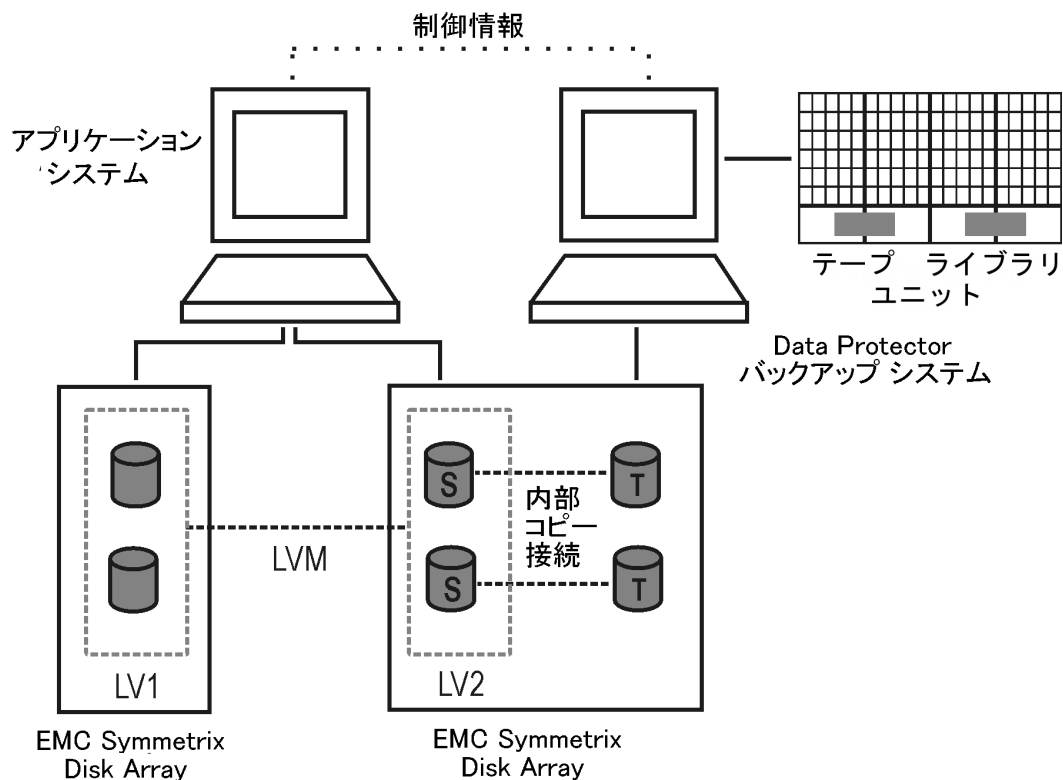 制御情報
アプリケーション
システム
テープ ライブラリ
ユニット
Data Protector
バックアップ システム
S
T
内部
コピー
接続
LVM
S
T
LV1
LV2
EMC Symmetrix
Disk Array
EMC Symmetrix
Disk Array